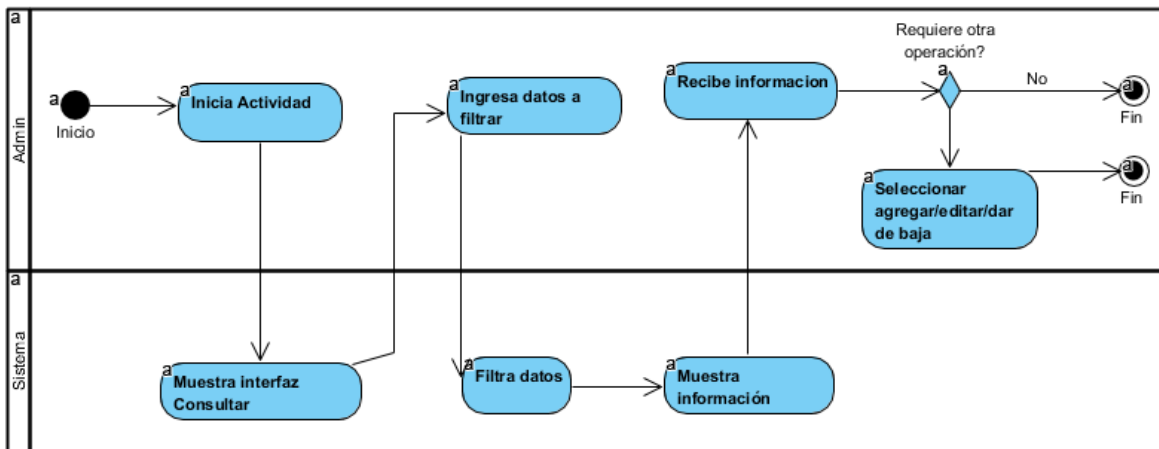 a
Admin
a
Inicio
a
Inicia Actividad
a
Ingresa datos a
filtrar
a
Recibe informacion
Requiere otra
operación?
a
No
a
Fin
a
Seleccionar
agregar/editar/dar
de baja
a
Fin
a
Sistema
a
Muestra interfaz
Consultar
a
Filtra datos
a
Muestra
información